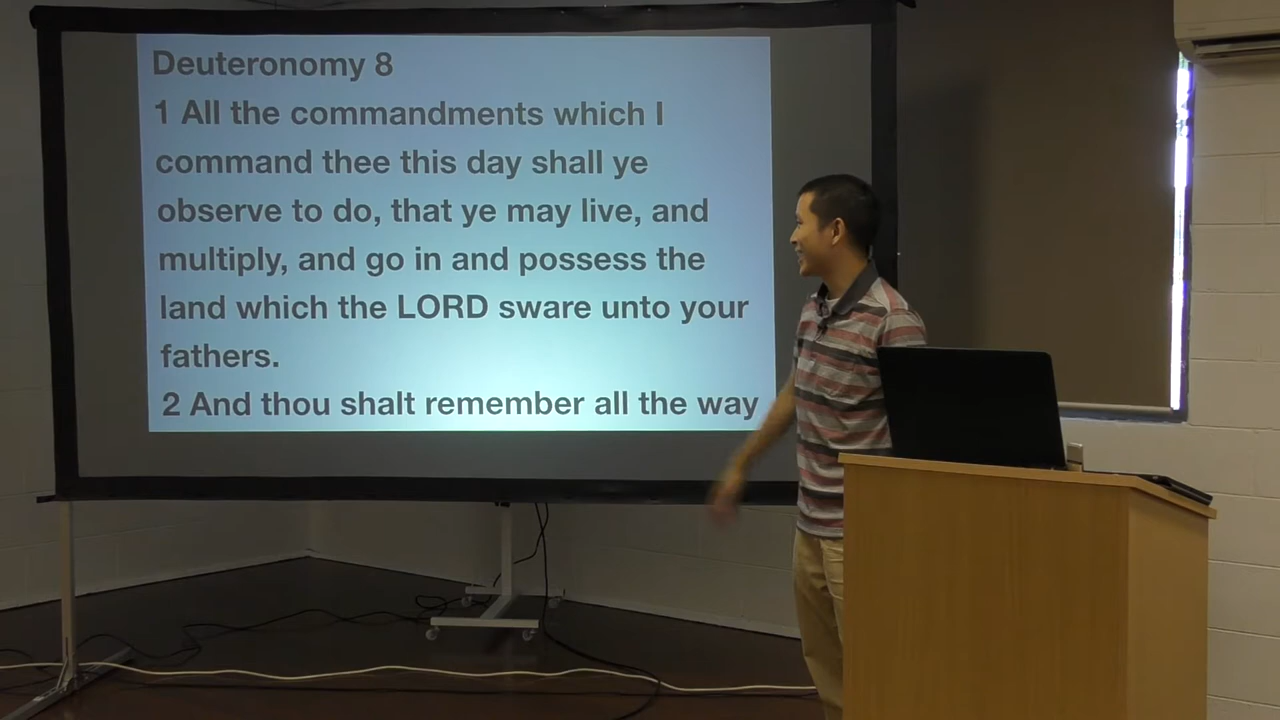 Deuteronomy 8
1 All the commandments which I
command thee this day shall ye
observe to do, that ye may live, and
multiply, and go in and possess the
land which the LORD sware unto your
fathers.
2 And thou shalt remember all the way